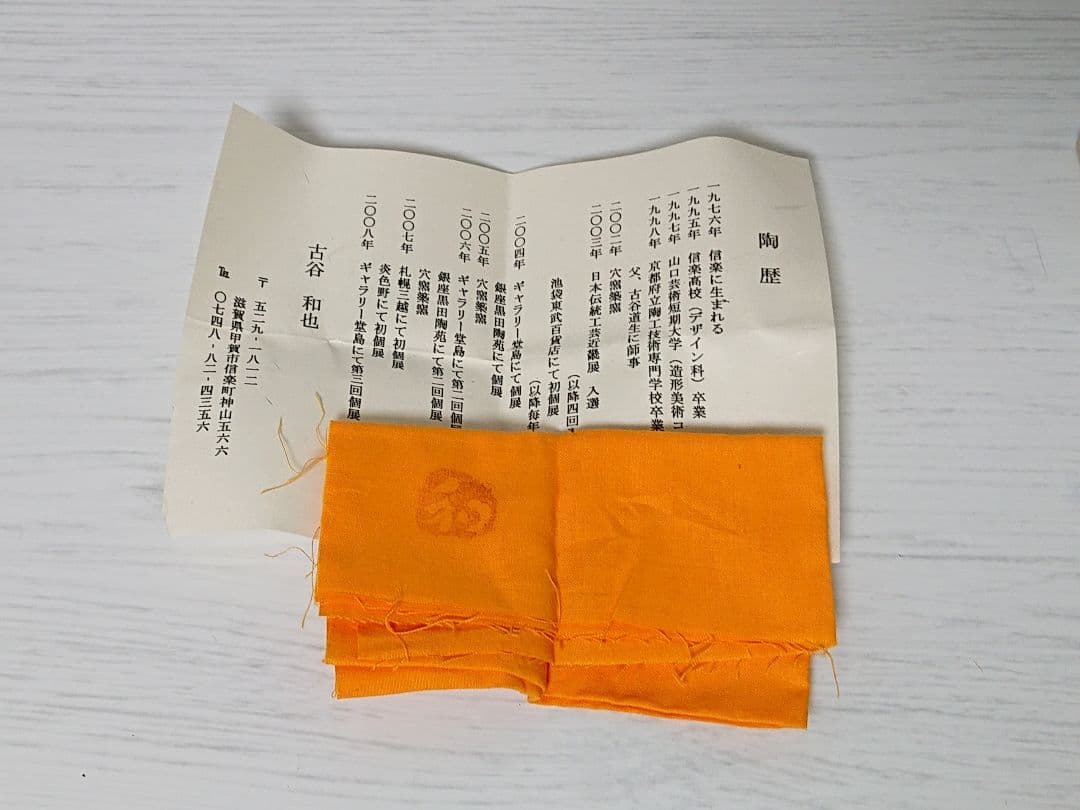 陶歴
一九七六年 信楽に生まれる
一九九五年 信楽高校（デザイン科）卒業
一九九七年 山口芸術短期大学（造形美術コ
一九九八年 京都府立陶工技術専門学校卒業
父、古谷道生に師事
二〇〇二年 穴窯築窯
二〇〇三年 日本伝統工芸近畿展 入選
（以降四回
池袋東武百貨店にて初個展
（以降毎年
二〇〇四年 ギャラリー堂島にて個展
銀座黒田陶苑にて個展
二〇〇五年 穴窯築窯
二〇〇六年 ギャラリー堂島にて第二回個展
銀座黒田陶苑にて第二回個展
穴窯築窯
二〇〇七年 札幌三越にて初個展
炎色野にて初個展
二〇〇八年 ギャラリー堂島にて第三回個展
古谷 和也
〒 五二九‐一八一二
滋賀県甲賀市信楽町神山五六六
℡ 〇七四八‐八二‐四三五六